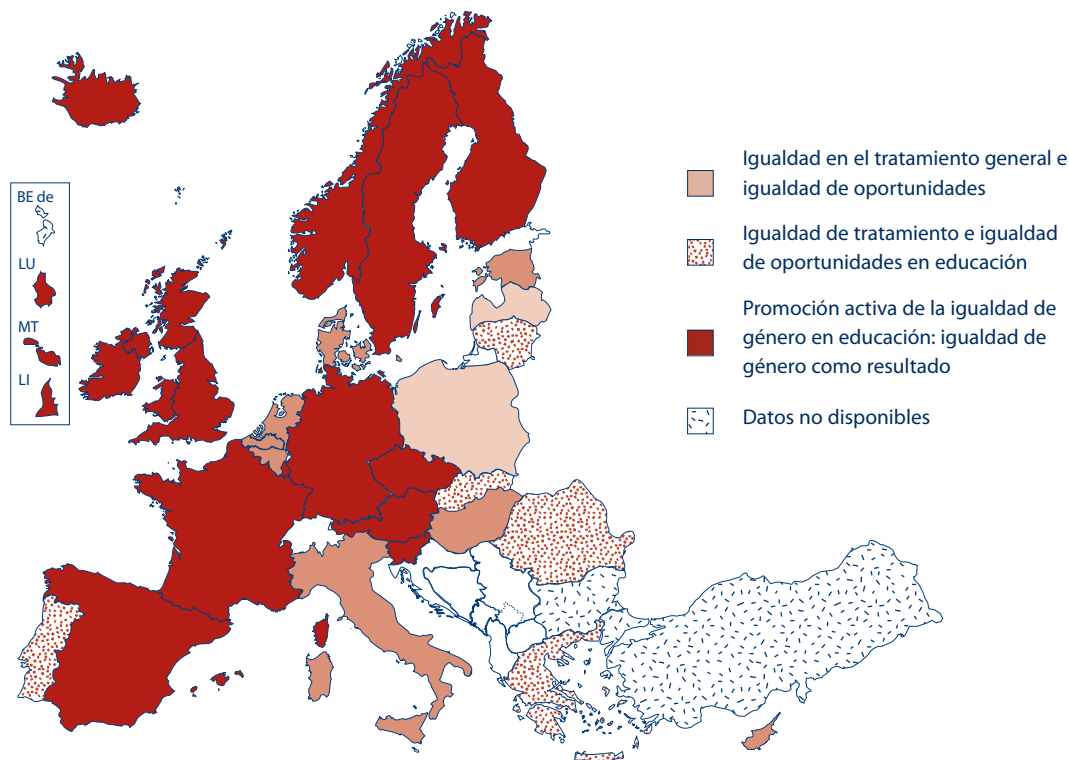 BE de
LU
MT
LI
Igualdad en el tratamiento general e
igualdad de oportunidades
Igualdad de tratamiento e igualdad
de oportunidades en educación
Promoción activa de la igualdad de
género en educación: igualdad de
género como resultado
Datos no disponibles